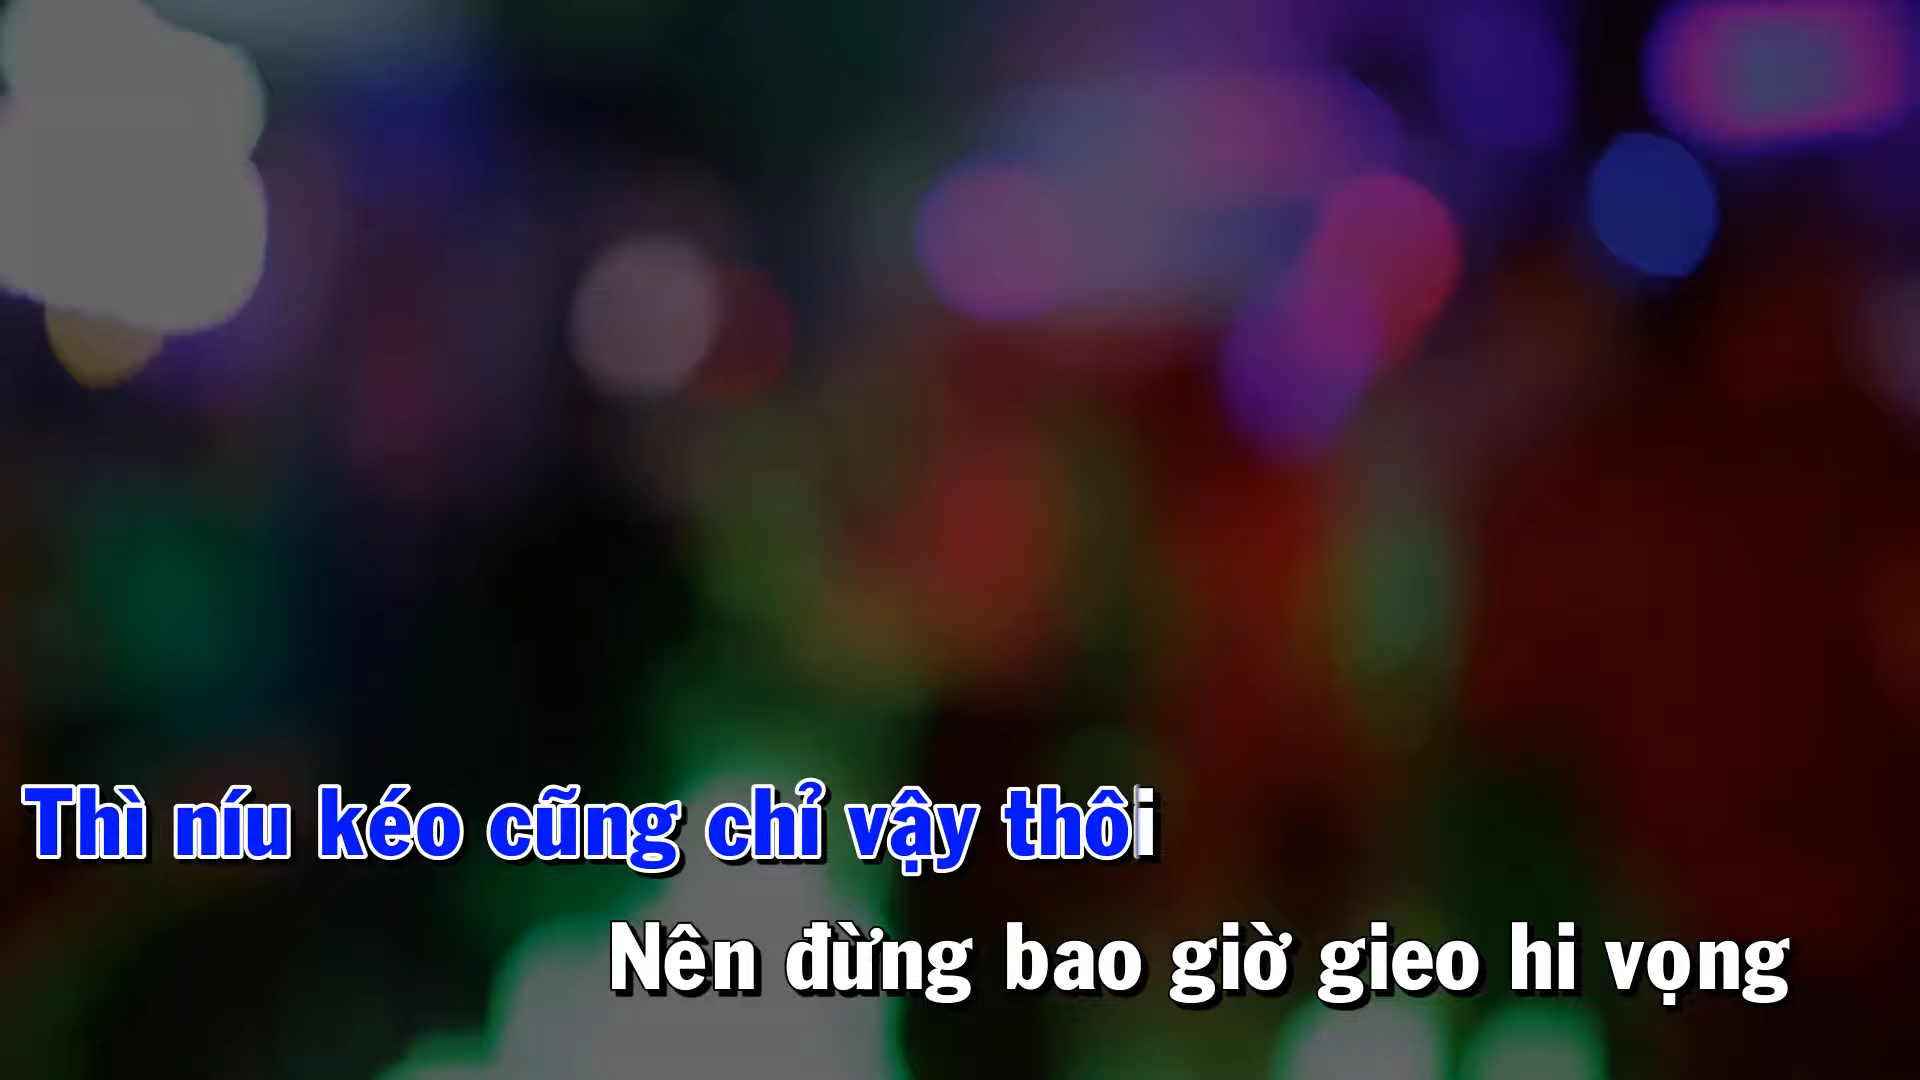 Thì níu kéo cũng chỉ vậy thôi
Nên đừng bao giờ gieo hi vọng